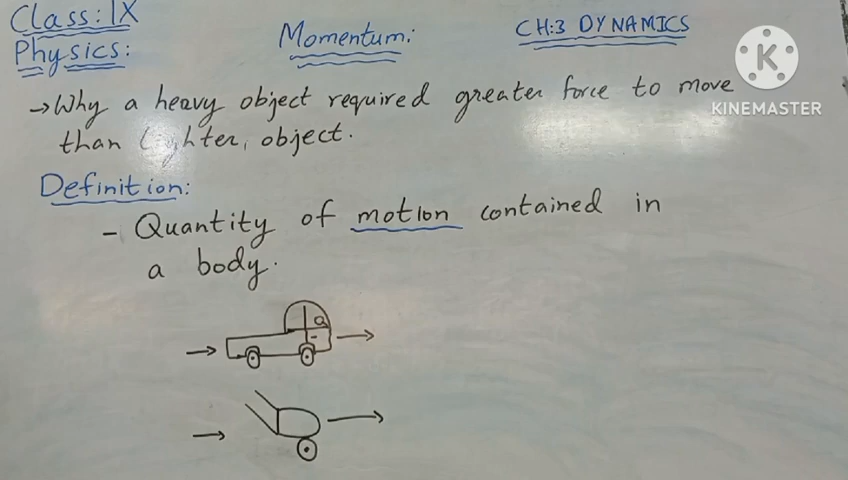 Class: IX
Physics:
Momentum:
CH:3 DYNAMICS
K
KINEMASTER
→ Why a heavy object required greater force to move
than lighter, object.
Definition:
- Quantity of motion contained in
a body.